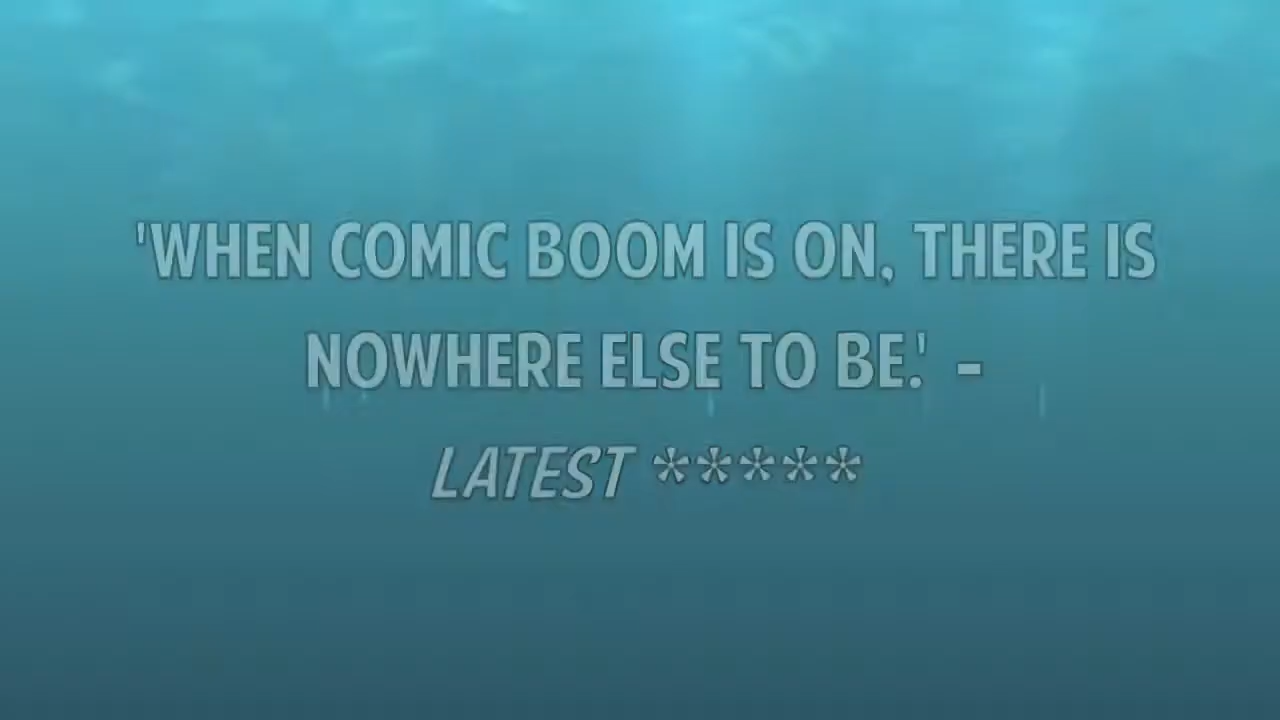 'WHEN COMIC BOOM IS ON, THERE IS
NOWHERE ELSE TO BE.' -
LATEST *****